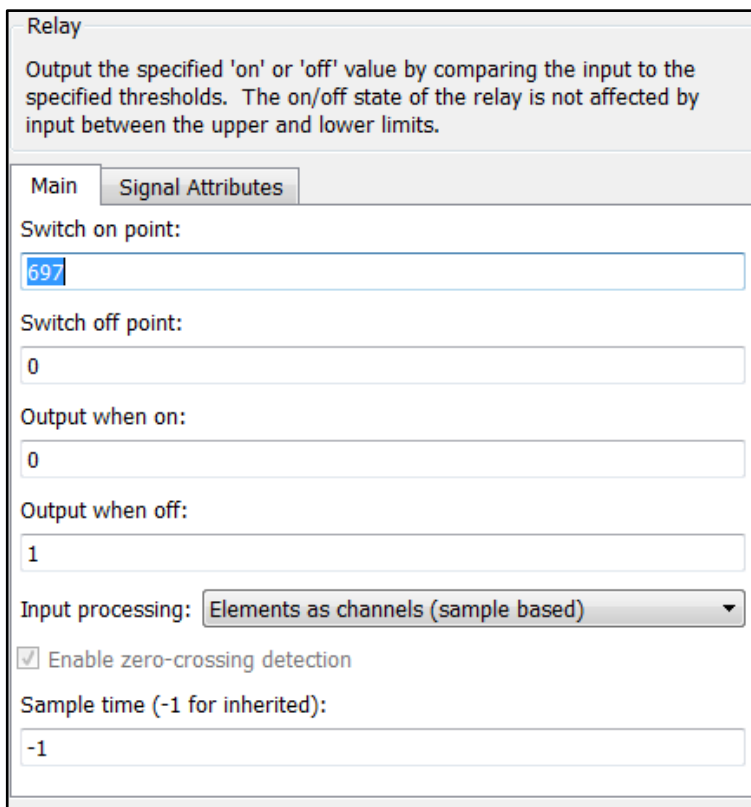 Relay
Output the specified 'on' or 'off' value by comparing the input to the
specified thresholds.  The on/off state of the relay is not affected by
input between the upper and lower limits.
Main
Signal Attributes
Switch on point:
697
Switch off point:
0
Output when on:
0
Output when off:
1
Input processing: Elements as channels (sample based)
Enable zero-crossing detection
Sample time (-1 for inherited):
-1